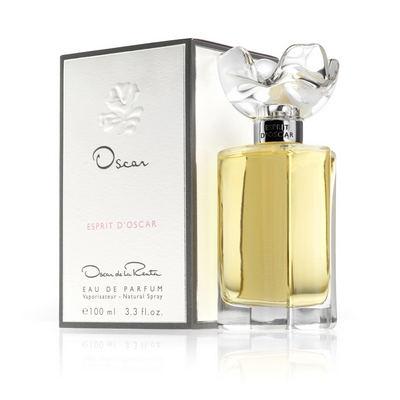 Oscar
ESPRIT D'OSCAR
Oscar de la Renta
EAU DE PARFUM
Vaporisateur - Natural Spray
℮100 ml 3.3 fl.oz.
ESPRIT
D'OSCAR